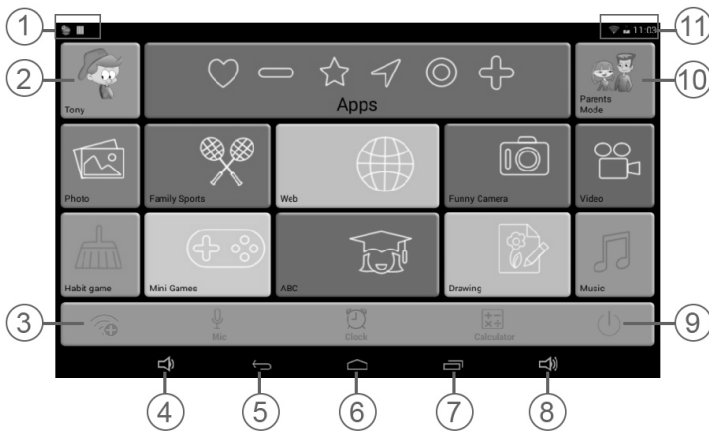 1
11
11:03
2
10
Tony
Apps
Parents
Mode
Photo
Family Sports
Web
Funny Camera
Video
Habit game
Mini Games
ABC
Drawing
Music
3
9
Mic
Clock
Calculator
4
5
6
7
8